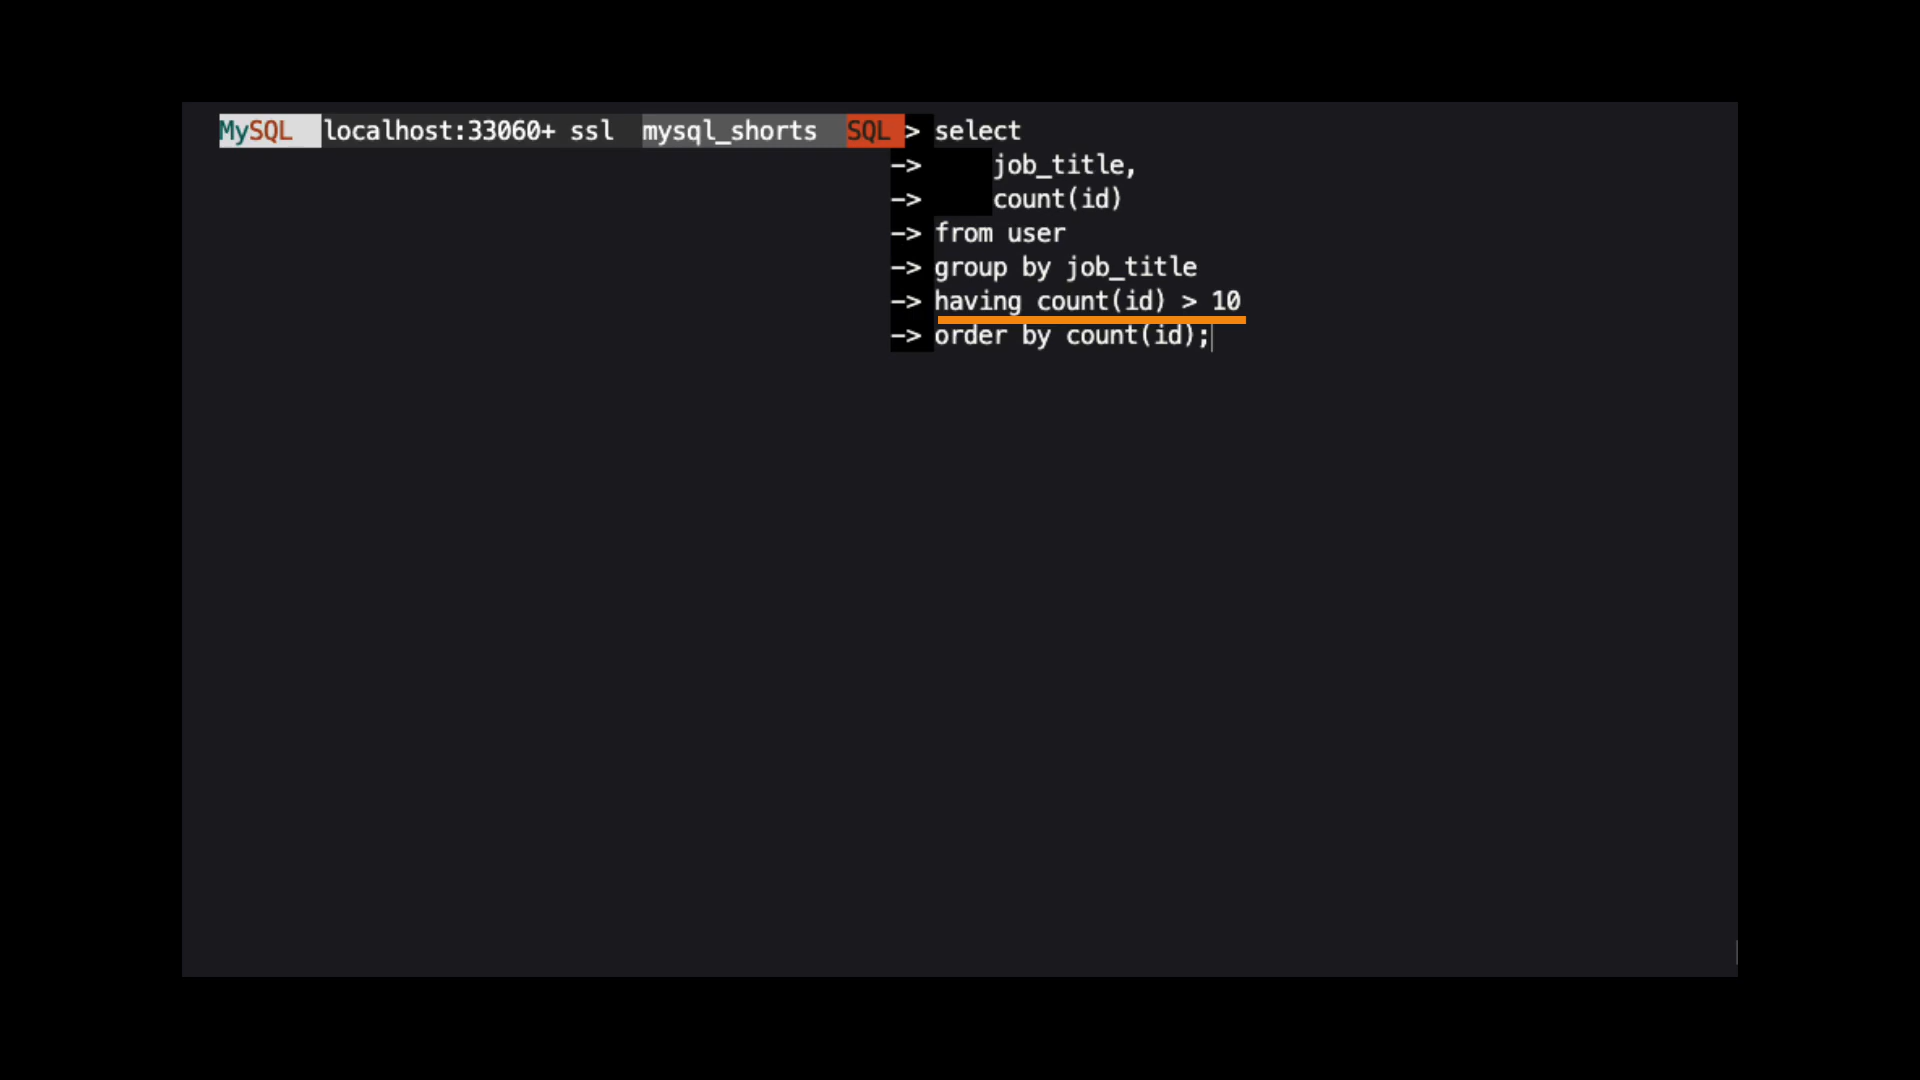 MySQL localhost:33060+ ssl mysql_shorts SQL > select
-> job_title,
-> count(id)
-> from user
-> group by job_title
-> having count(id) > 10
-> order by count(id);